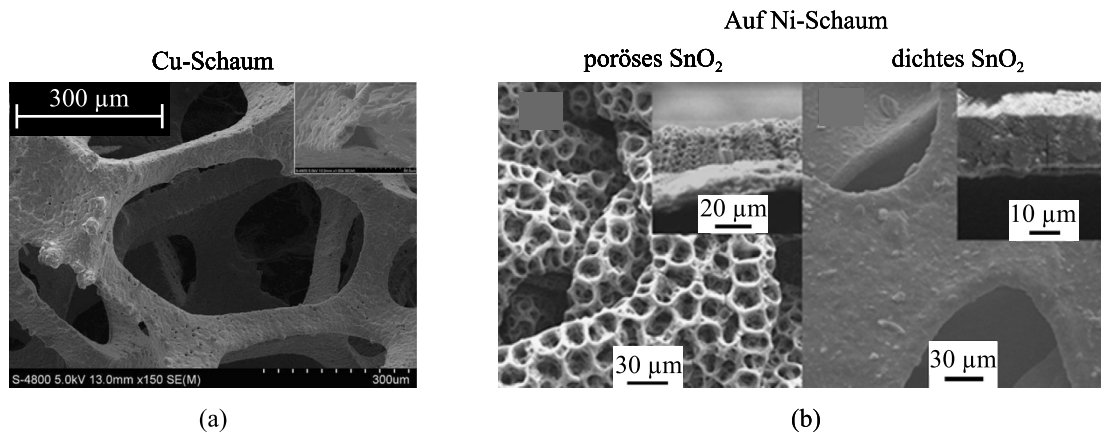 Auf Ni-Schaum
Cu-Schaum
poröses SnO₂
dichtes SnO₂
300 µm
20 µm
10 µm
30 µm
30 µm
S-4800 5.0kV 13.0mm x150 SE(M)
300um
(a)
(b)